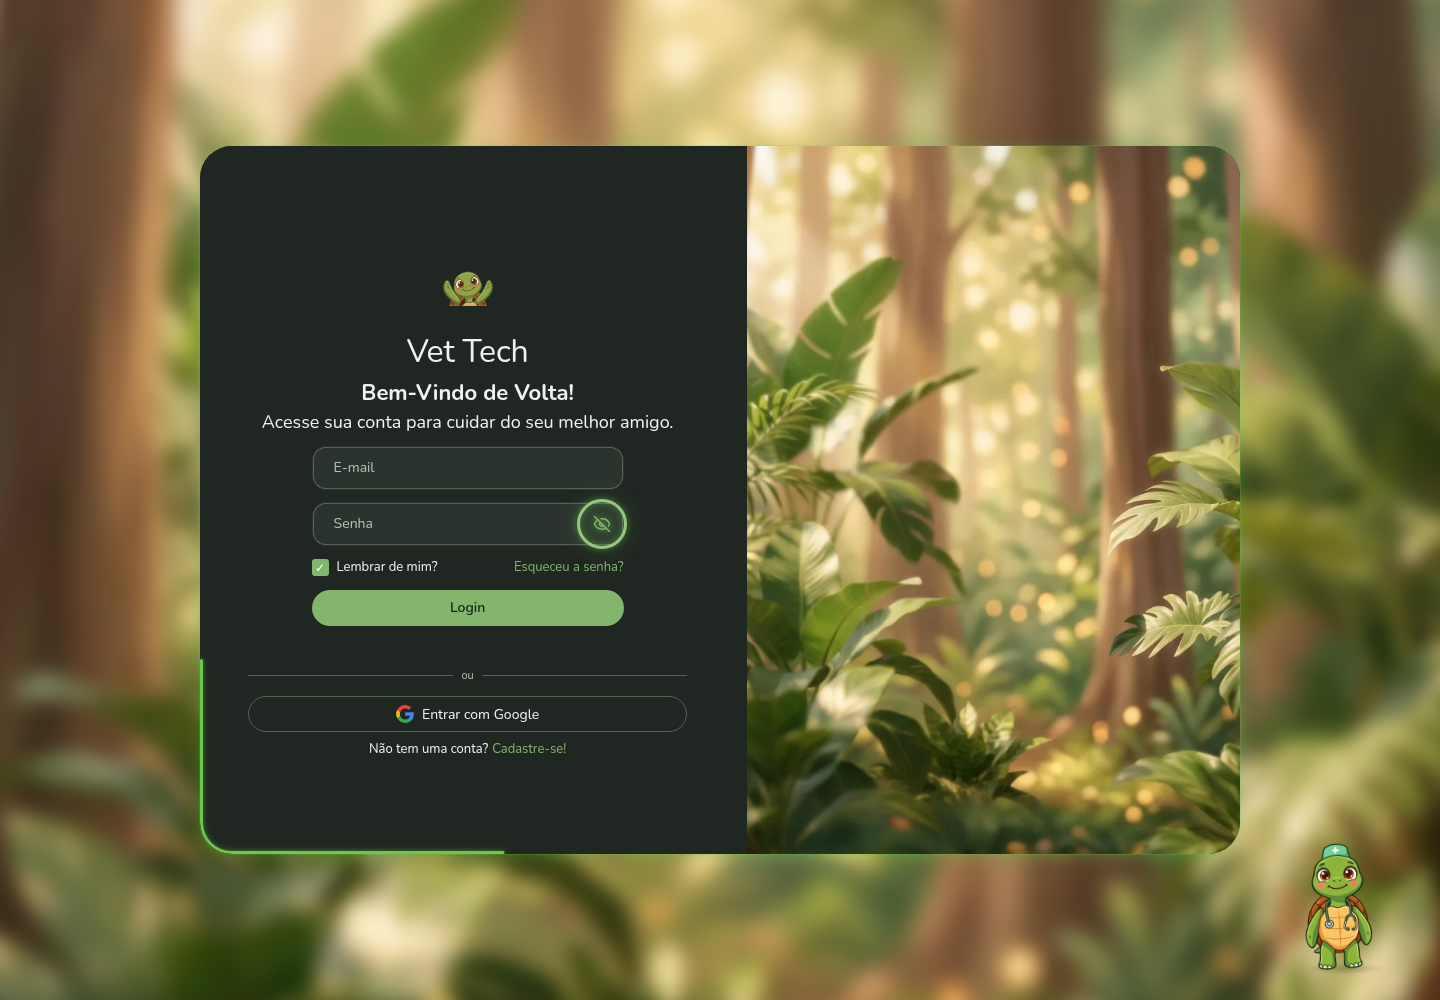 Vet Tech
Bem-Vindo de Volta!
Acesse sua conta para cuidar do seu melhor amigo.
E-mail
Senha
Lembrar de mim? Esqueceu a senha?
Login
ou
Entrar com Google
Não tem uma conta? Cadastre-se!